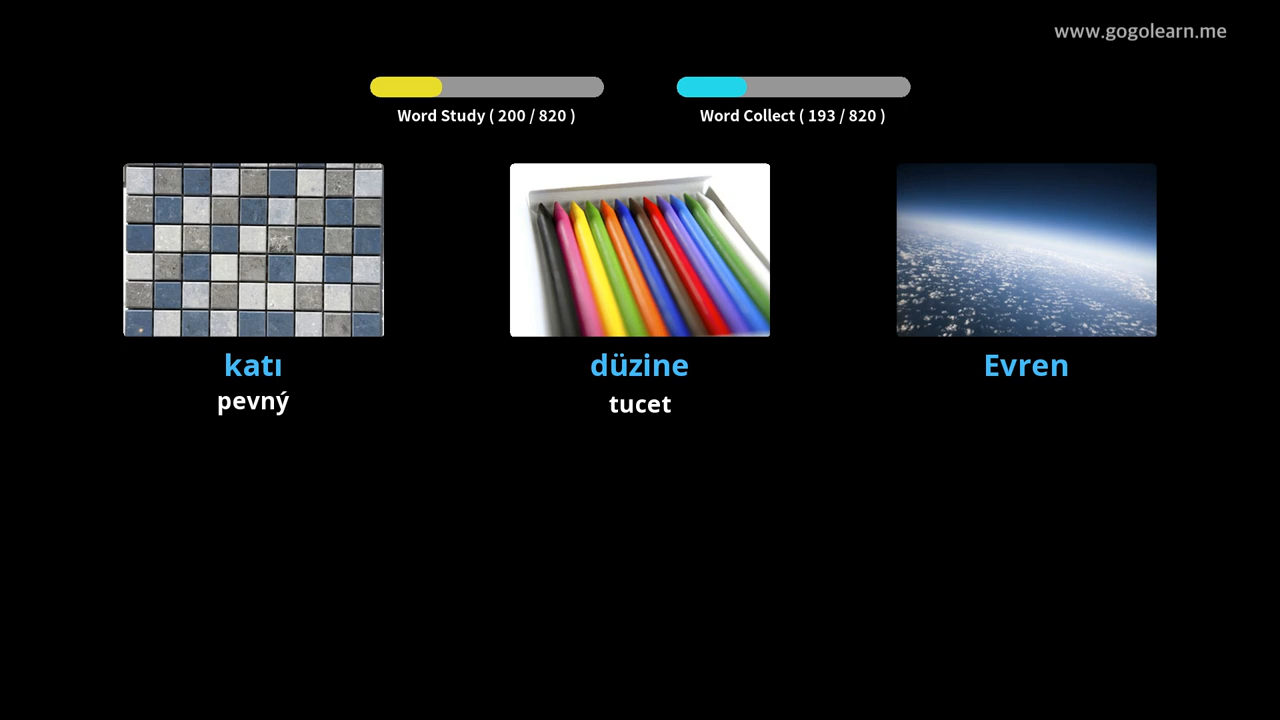 www.gogolearn.me
Word Study ( 200 / 820 )
Word Collect ( 193 / 820 )
katı
pevný
düzine
tucet
Evren